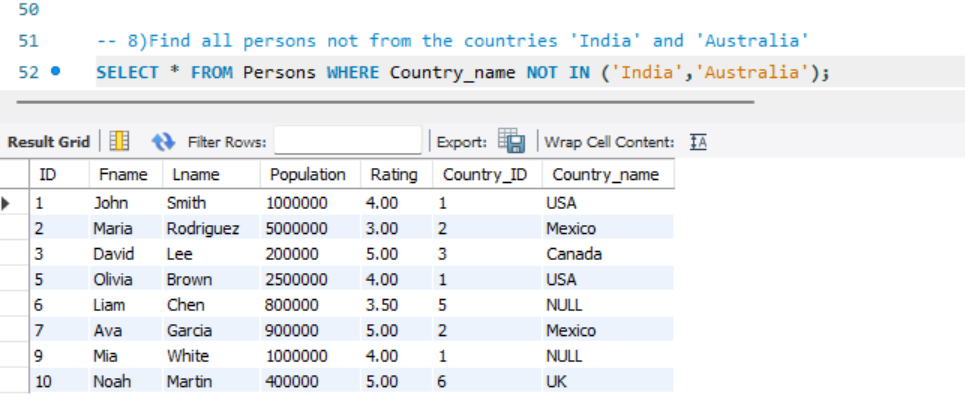 50
51 -- 8)Find all persons not from the countries 'India' and 'Australia'
52 SELECT * FROM Persons WHERE Country_name NOT IN ('India','Australia');
Result Grid Filter Rows: Export: Wrap Cell Content: IA
ID Fname Lname Population Rating Country_ID Country_name
1 John Smith 1000000 4.00 1 USA
2 Maria Rodriguez 5000000 3.00 2 Mexico
3 David Lee 200000 5.00 3 Canada
5 Olivia Brown 2500000 4.00 1 USA
6 Liam Chen 800000 3.50 5 NULL
7 Ava Garcia 900000 5.00 2 Mexico
9 Mia White 1000000 4.00 1 NULL
10 Noah Martin 400000 5.00 6 UK